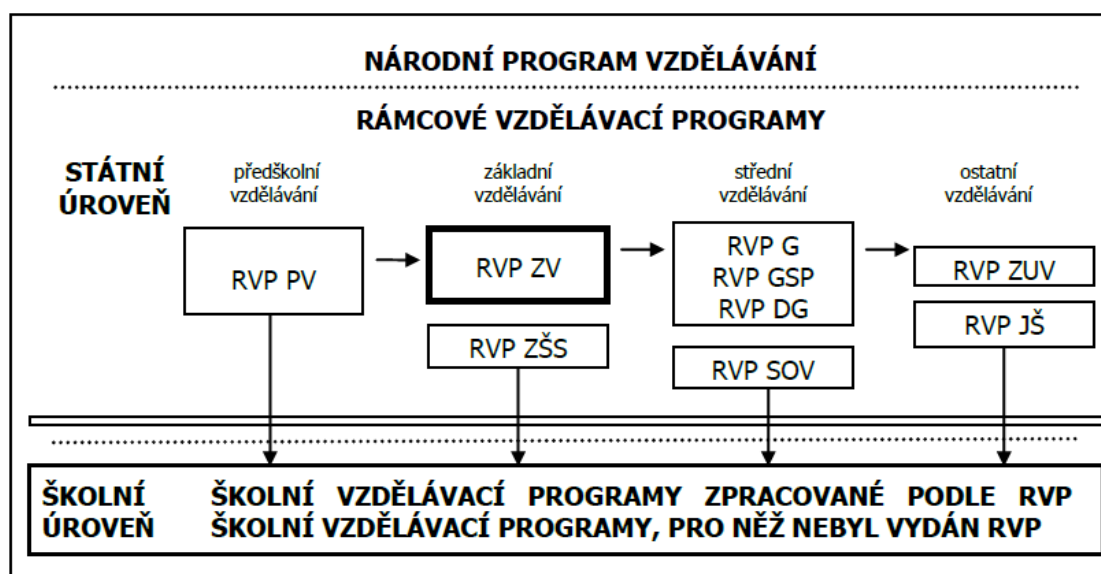 NÁRODNÍ PROGRAM VZDĚLÁVÁNÍ
RÁMCOVÉ VZDĚLÁVACÍ PROGRAMY
STÁTNÍ
ÚROVEŇ
předškolní
vzdělávání
základní
vzdělávání
střední
vzdělávání
ostatní
vzdělávání
RVP PV
RVP ZV
RVP ZŠS
RVP G
RVP GSP
RVP DG
RVP SOV
RVP ZUV
RVP JŠ
ŠKOLNÍ
ÚROVEŇ
ŠKOLNÍ VZDĚLÁVACÍ PROGRAMY ZPRACOVANÉ PODLE RVP
ŠKOLNÍ VZDĚLÁVACÍ PROGRAMY, PRO NĚŽ NEBYL VYDÁN RVP